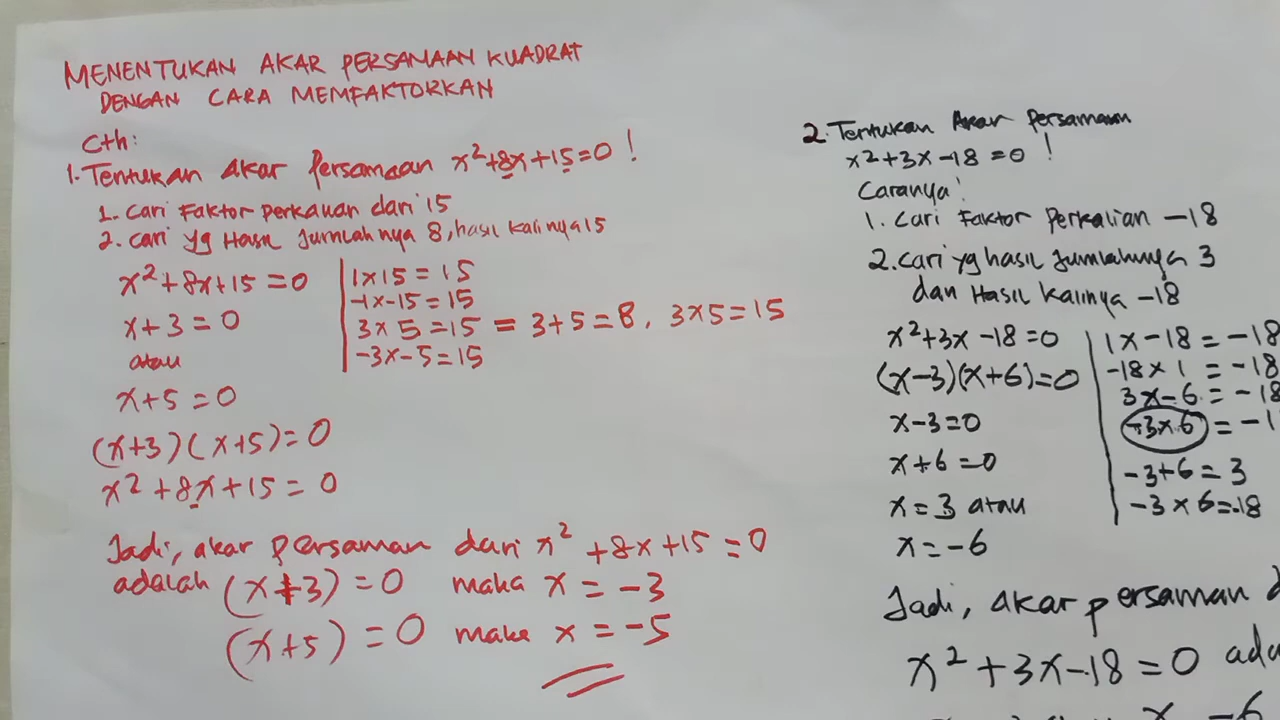 MENENTUKAN AKAR PERSAMAAN KUADRAT
DENGAN CARA MEMFAKTORKAN
Cth:
1. Tentukan Akar Persamaan x²+8x+15=0!
1. Cari Faktor perkalian dari 15
2. Cari yg Hasil Jumlahnya 8, hasil kalinya 15
x²+8x+15=0
x+3=0
atau
x+5=0
(x+3)(x+5)=0
x²+8x+15=0
1x15=15
-1x-15=15
3x5=15 = 3+5=8, 3x5=15
-3x-5=15
Jadi, akar persaman dari x²+8x+15=0
adalah (x+3)=0 maka x=-3
(x+5)=0 maka x=-5
2. Tentukan Akar Persamaan
x²+3x-18=0!
Caranya!
1. Cari Faktor Perkalian -18
2. Cari yg hasil Jumlahnya 3
dan Hasil kalinya -18
x²+3x-18=0
(x-3)(x+6)=0
x-3=0
x+6=0
x=3 atau
x=-6
1x-18=-18
-18x1=-18
3x-6=-18
-3x6=-1
-3+6=3
-3x6=-18
Jadi, akar persaman
x²+3x-18=0 ada
x -6